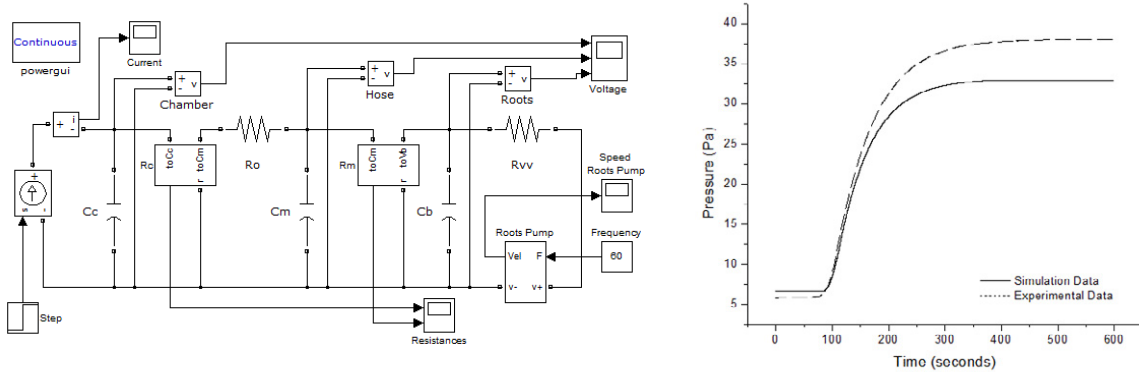 Continuous
powergui
Current
+ i
-
+ v
-
Chamber
+ v
-
Hose
+ v
-
Roots
Voltage
Rc
toCc
toCm
r
Ro
Rm
toCm
toVb
r
Rvv
Cc
Cm
Cb
+
s
-
Speed
Roots Pump
Roots Pump
Vel
F
v-
v+
Frequency
60
Step
Resistances
Pressure (Pa)
40
35
30
25
20
15
10
5
Simulation Data
Experimental Data
0
100
200
300
400
500
600
Time (seconds)